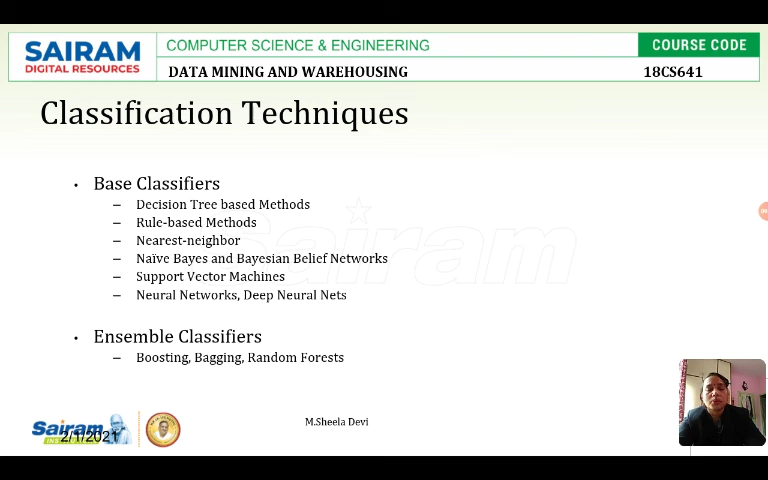 SAIRAM
DIGITAL RESOURCES
COMPUTER SCIENCE & ENGINEERING
COURSE CODE
DATA MINING AND WAREHOUSING
18CS641
Classification Techniques
• Base Classifiers
– Decision Tree based Methods
– Rule-based Methods
– Nearest-neighbor
– Naïve Bayes and Bayesian Belief Networks
– Support Vector Machines
– Neural Networks, Deep Neural Nets
Sairam
• Ensemble Classifiers
– Boosting, Bagging, Random Forests
M.Sheela Devi
Sairam
2/1/2021